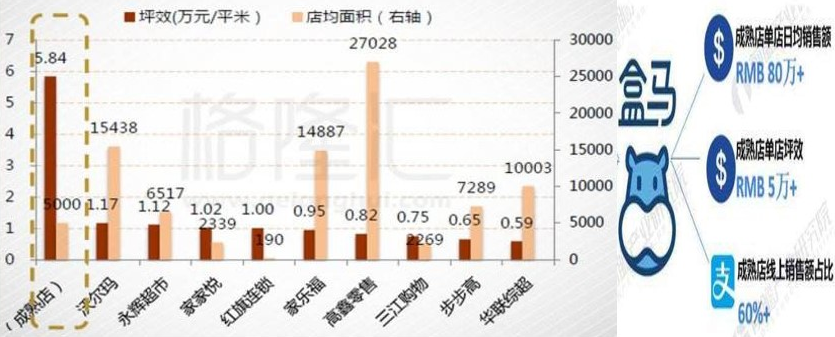 坪效(万元/平米) 店均面积（右轴）
7
6
5
4
3
2
1
0
30000
25000
20000
15000
10000
5000
0
5.84
5000
1.17
15438
1.12
6517
1.02
2339
1.00
190
0.95
14887
0.82
27028
0.75
2269
0.65
7289
0.59
10003
（成熟店）
沃尔玛
永辉超市
家家悦
红旗连锁
家乐福
高鑫零售
三江购物
步步高
华联综超
格隆汇
盒马
$
成熟店单店日均销售额
RMB 80万+
$
成熟店单店坪效
RMB 5万+
支
成熟店线上销售额占比
60%+